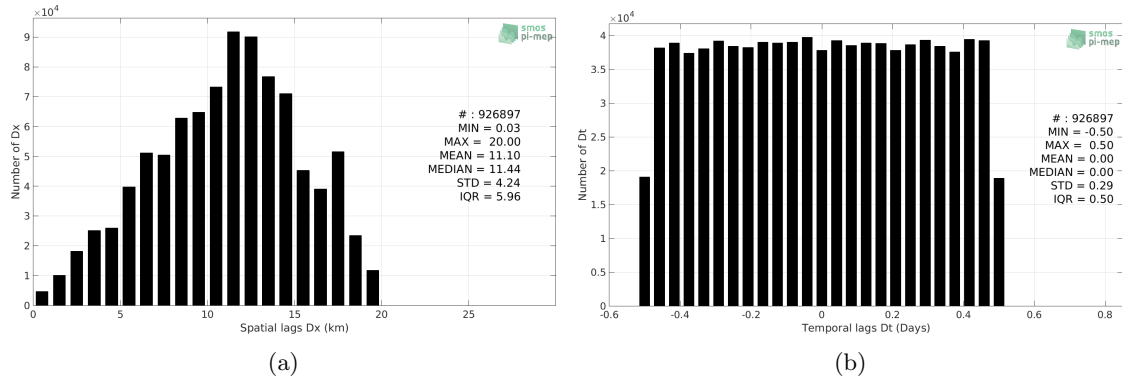 ×10⁴
9
8
7
6
5
4
3
2
1
0
Number of Dx
0 5 10 15 20 25
Spatial lags Dx (km)
smos
pi-mep
# : 926897
MIN = 0.03
MAX = 20.00
MEAN = 11.10
MEDIAN = 11.44
STD = 4.24
IQR = 5.96
(a)
×10⁴
4
3.5
3
2.5
2
1.5
1
0.5
0
Number of Dt
-0.6 -0.4 -0.2 0 0.2 0.4 0.6 0.8
Temporal lags Dt (Days)
smos
pi-mep
# : 926897
MIN = -0.50
MAX = 0.50
MEAN = 0.00
MEDIAN = 0.00
STD = 0.29
IQR = 0.50
(b)